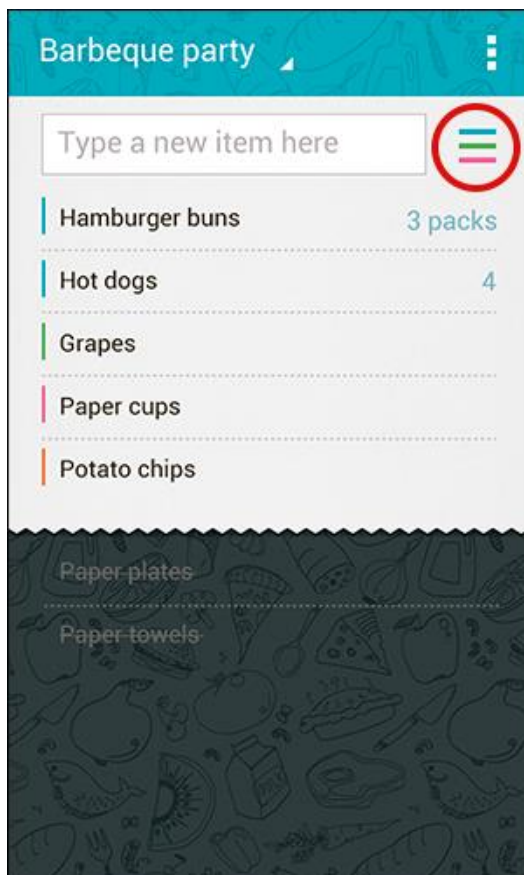 Barbeque party
Type a new item here
Hamburger buns 3 packs
Hot dogs 4
Grapes
Paper cups
Potato chips
Paper plates
Paper towels